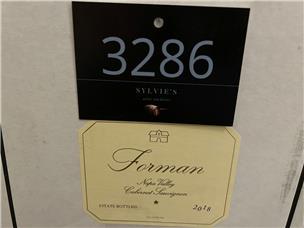 3286
SYLVIE'S
Forman
Napa Valley
Cabernet Sauvignon
ESTATE BOTTLED
2018